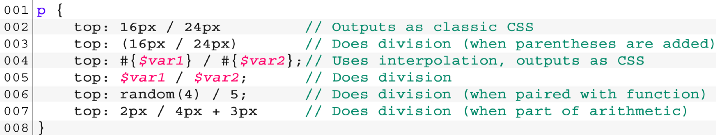 001 p {
002 top: 16px / 24px // Outputs as classic CSS
003 top: (16px / 24px) // Does division (when parentheses are added)
004 top: #{$var1} / #{$var2};// Uses interpolation, outputs as CSS
005 top: $var1 / $var2; // Does division
006 top: random(4) / 5; // Does division (when paired with function)
007 top: 2px / 4px + 3px // Does division (when part of arithmetic)
008 }